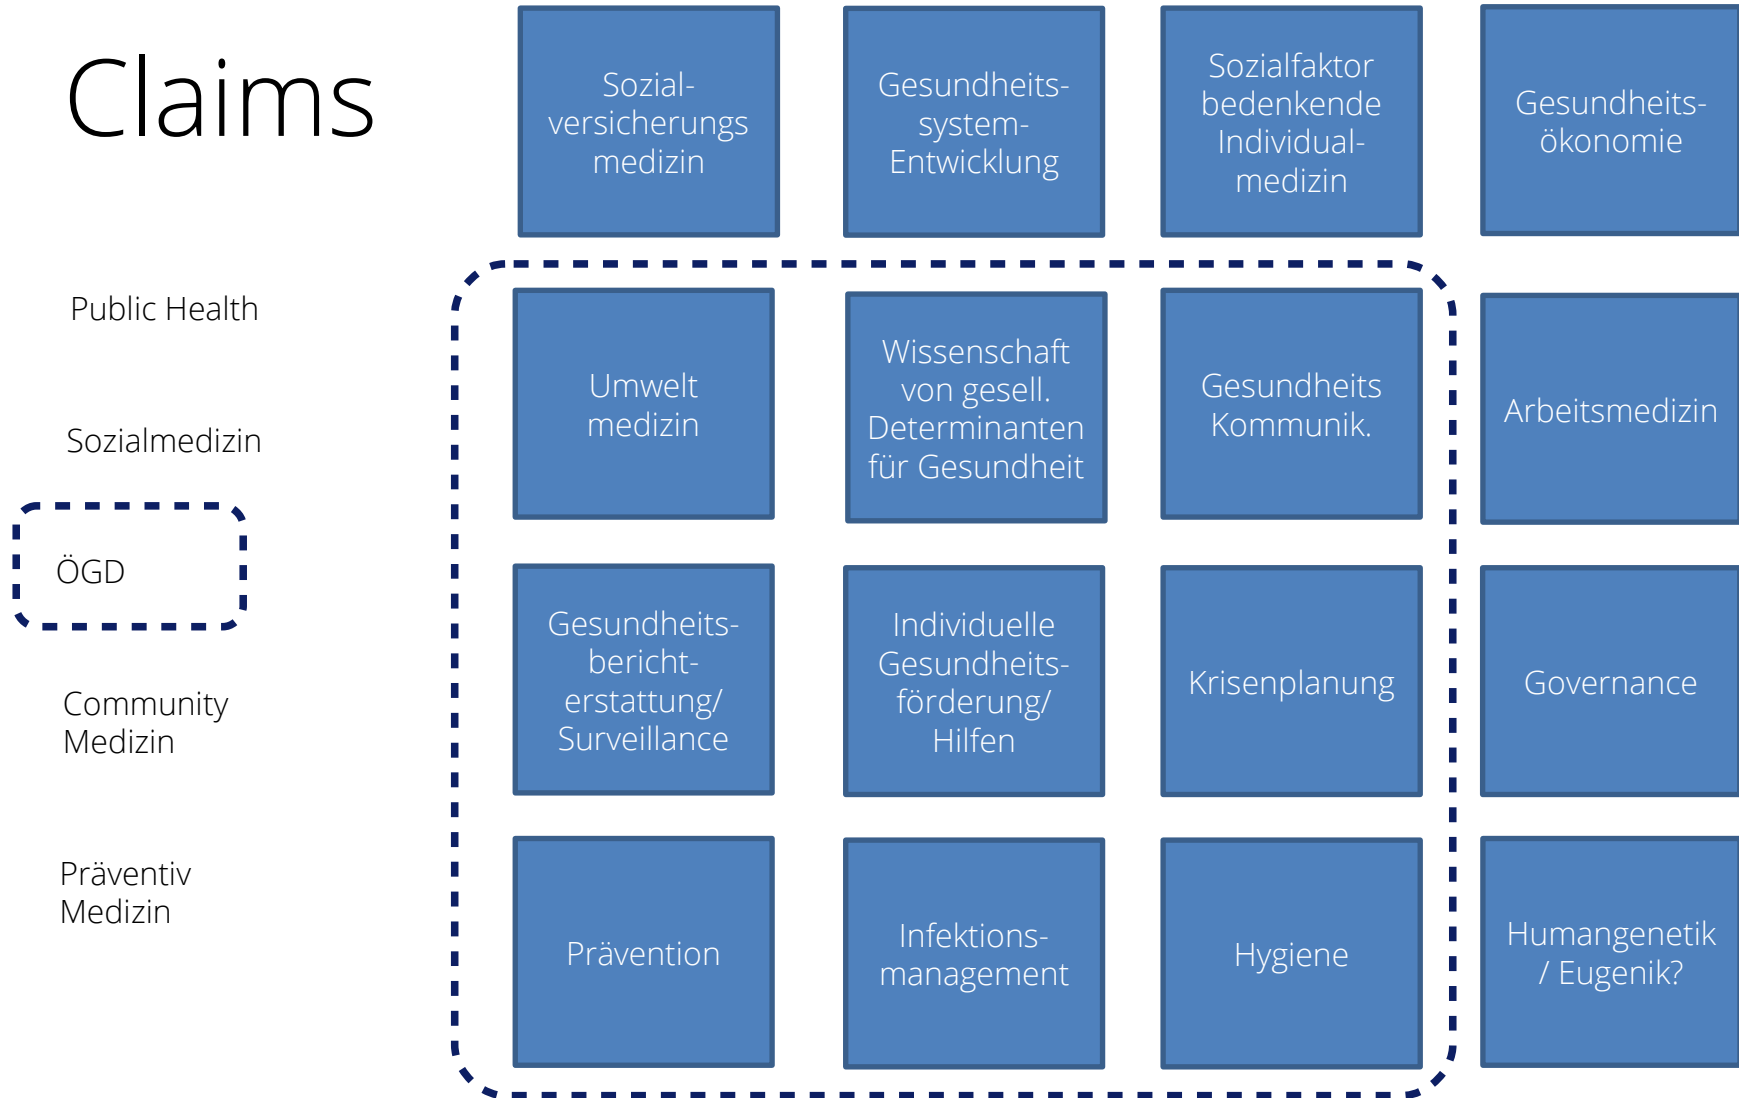 Claims
Sozial-
versicherungs
medizin
Gesundheits-
system-
Entwicklung
Sozialfaktor
bedenkende
Individual-
medizin
Gesundheits-
ökonomie
Public Health
Sozialmedizin
ÖGD
Community
Medizin
Präventiv
Medizin
Umwelt
medizin
Wissenschaft
von gesell.
Determinanten
für Gesundheit
Gesundheits
Kommunik.
Arbeitsmedizin
Gesundheits-
bericht-
erstattung/
Surveillance
Individuelle
Gesundheits-
förderung/
Hilfen
Krisenplanung
Governance
Prävention
Infektions-
management
Hygiene
Humangenetik
/ Eugenik?